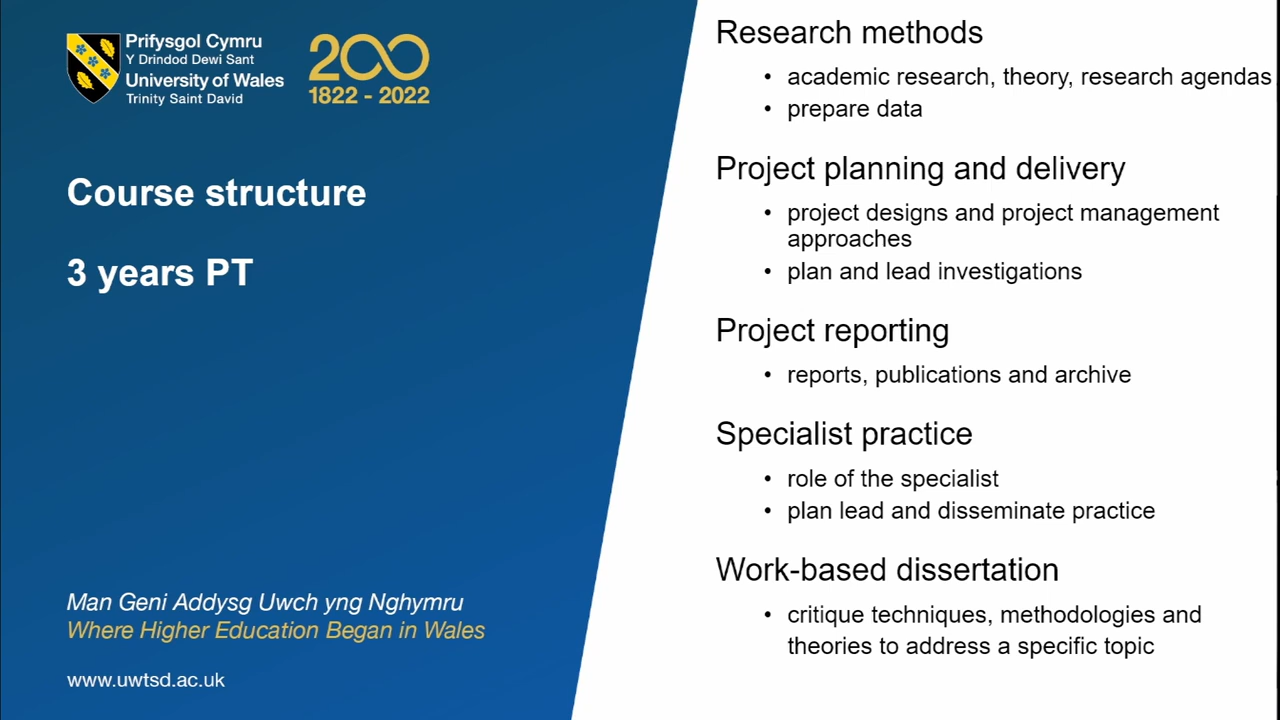 Prifysgol Cymru
Y Drindod Dewi Sant
University of Wales
Trinity Saint David
200
1822 - 2022
Course structure
3 years PT
Man Geni Addysg Uwch yng Nghymru
Where Higher Education Began in Wales
www.uwtsd.ac.uk
Research methods
• academic research, theory, research agendas
• prepare data
Project planning and delivery
• project designs and project management
approaches
• plan and lead investigations
Project reporting
• reports, publications and archive
Specialist practice
• role of the specialist
• plan lead and disseminate practice
Work-based dissertation
• critique techniques, methodologies and
theories to address a specific topic